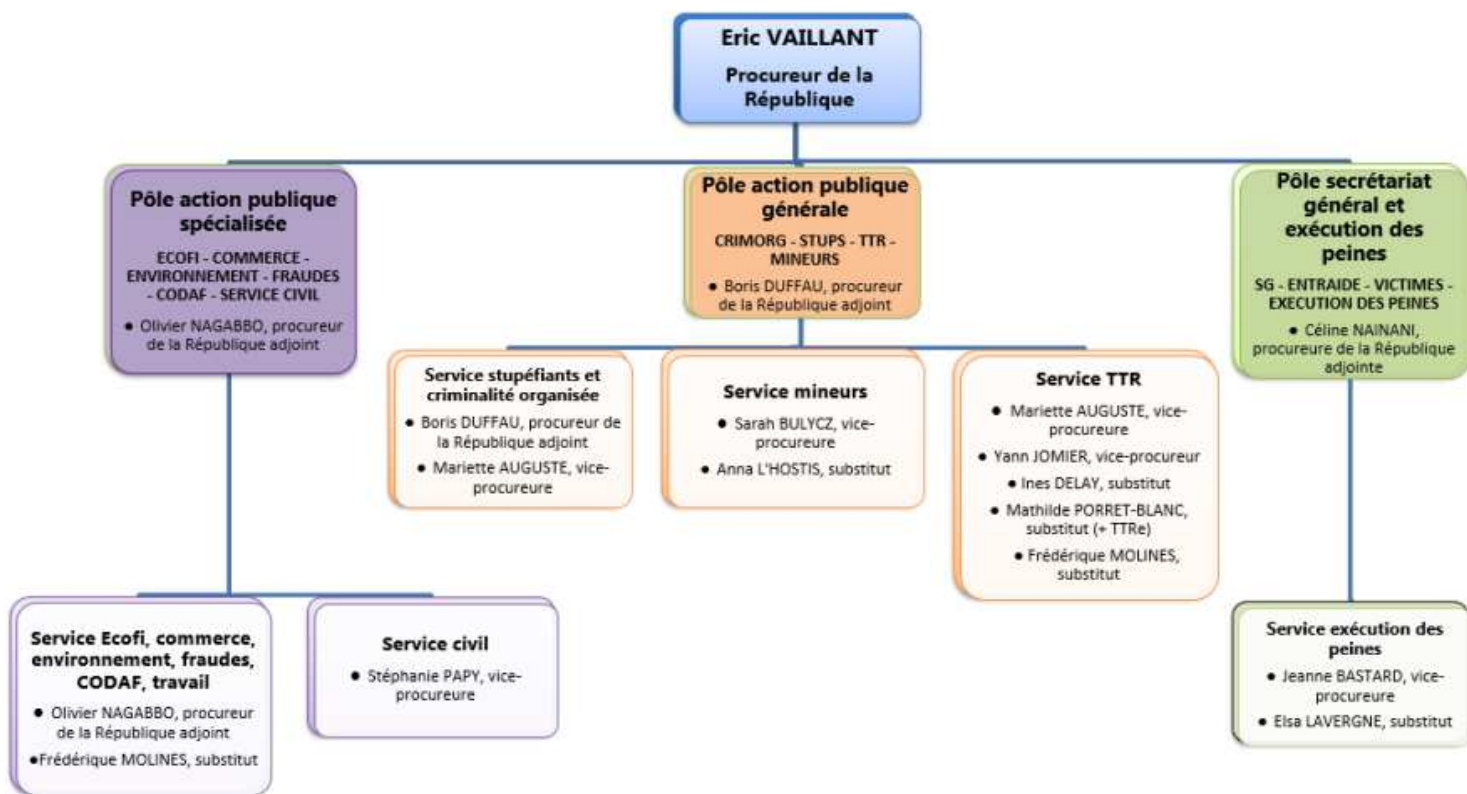 Eric VAILLANT
Procureur de la
République
Pôle action publique
spécialisée
ECOFI - COMMERCE -
ENVIRONNEMENT - FRAUDES
- CODAF - SERVICE CIVIL
● Olivier NAGABBO, procureur
de la République adjoint
Pôle action publique
générale
CRIMORG - STUPS - TTR -
MINEURS
● Boris DUFFAU, procureur
de la République adjoint
Pôle secrétariat
général et
exécution des
peines
SG - ENTRAIDE - VICTIMES -
EXECUTION DES PEINES
● Céline NAINANI,
procureure de la République
adjointe
Service stupéfiants et
criminalité organisée
● Boris DUFFAU, procureur de
la République adjoint
● Mariette AUGUSTE, vice-
procureure
Service mineurs
● Sarah BULYCZ, vice-
procureure
● Anna L'HOSTIS, substitut
Service TTR
● Mariette AUGUSTE, vice-
procureure
● Yann JOMIER, vice-procureur
● Ines DELAY, substitut
● Mathilde PORRET-BLANC,
substitut (+ TTRe)
● Frédérique MOLINES,
substitut
Service Ecofi, commerce,
environnement, fraudes,
CODAF, travail
● Olivier NAGABBO, procureur
de la République adjoint
●Frédérique MOLINES, substitut
Service civil
● Stéphanie PAPY, vice-
procureure
Service exécution des
peines
● Jeanne BASTARD, vice-
procureure
● Elsa LAVERGNE, substitut